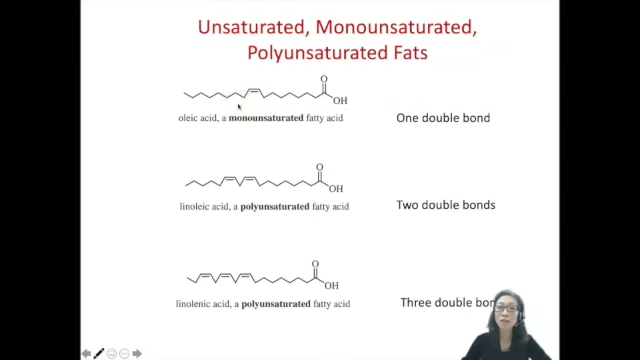 Unsaturated, Monounsaturated,
Polyunsaturated Fats
O
OH
oleic acid, a monounsaturated fatty acid
One double bond
O
OH
linoleic acid, a polyunsaturated fatty acid
Two double bonds
O
OH
linolenic acid, a polyunsaturated fatty acid
Three double